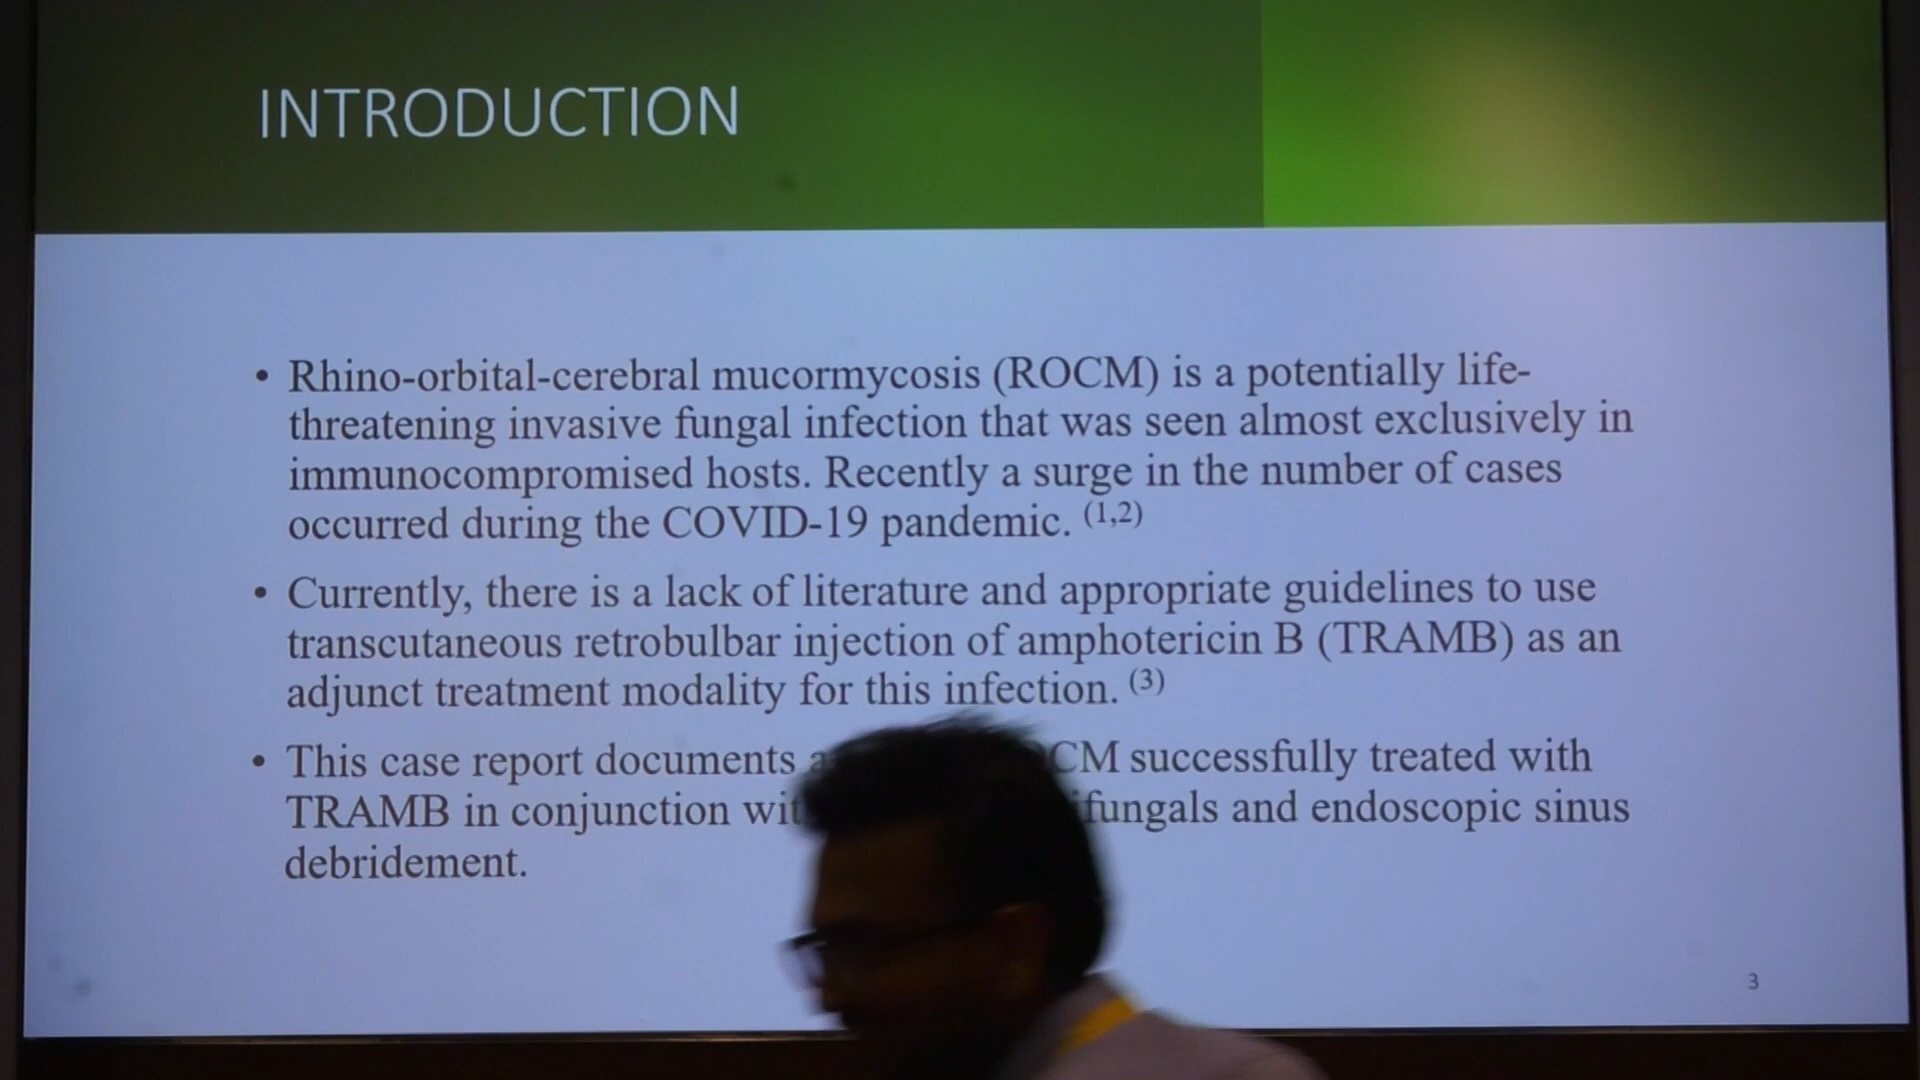 INTRODUCTION
• Rhino-orbital-cerebral mucormycosis (ROCM) is a potentially life-
threatening invasive fungal infection that was seen almost exclusively in
immunocompromised hosts. Recently a surge in the number of cases
occurred during the COVID-19 pandemic. (1,2)
• Currently, there is a lack of literature and appropriate guidelines to use
transcutaneous retrobulbar injection of amphotericin B (TRAMB) as an
adjunct treatment modality for this infection. (3)
• This case report documents CM successfully treated with
TRAMB in conjunction fungals and endoscopic sinus
debridement.
3